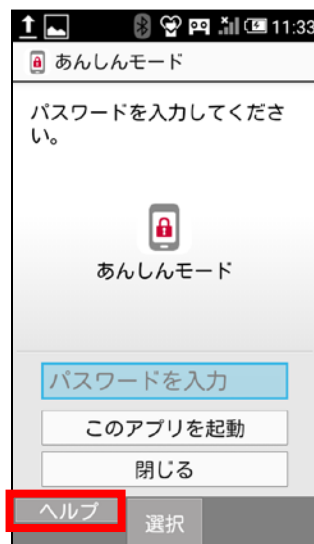 11:33
あんしんモード
パスワードを入力してくださ
い。
あんしんモード
パスワードを入力
このアプリを起動
閉じる
ヘルプ
選択